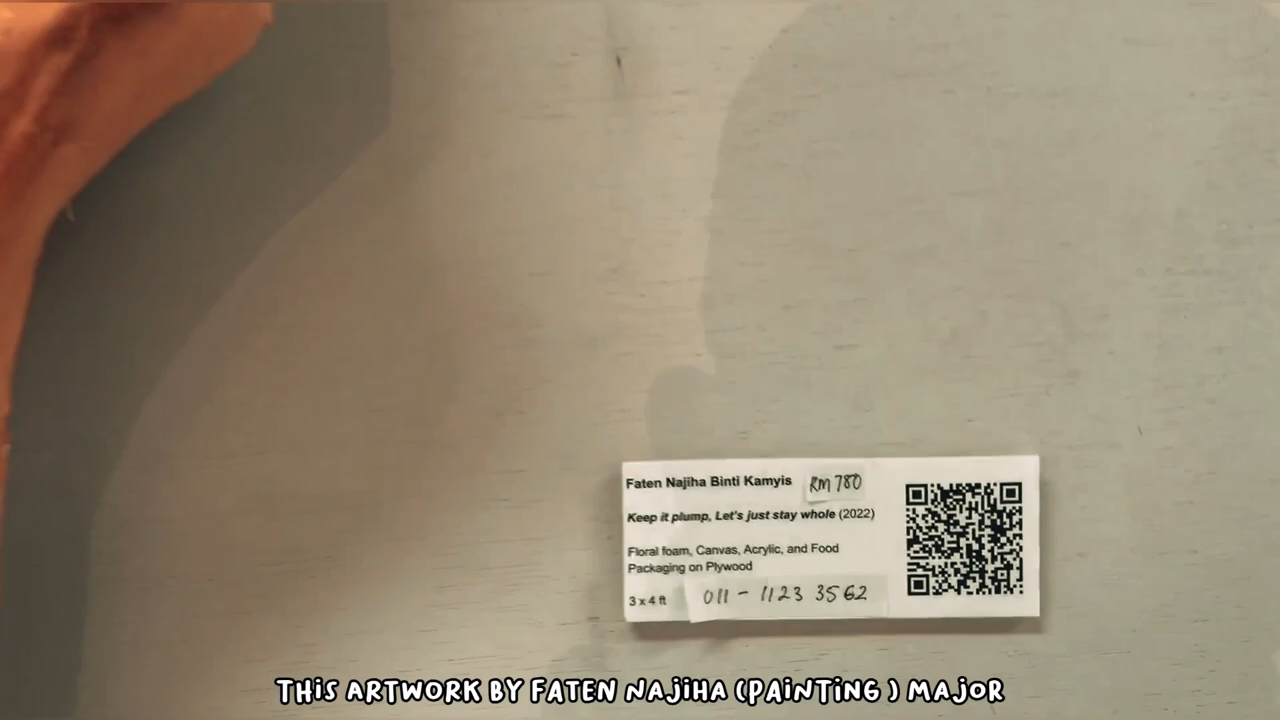 Faten Najiha Binti Kamyis RM 780
Keep it plump, Let's just stay whole (2022)
Floral foam, Canvas, Acrylic, and Food
Packaging on Plywood
3 x 4 ft 011 - 1123 3562
THIS ARTWORK BY FATEN NAJIHA (PAINTING ) MAJOR